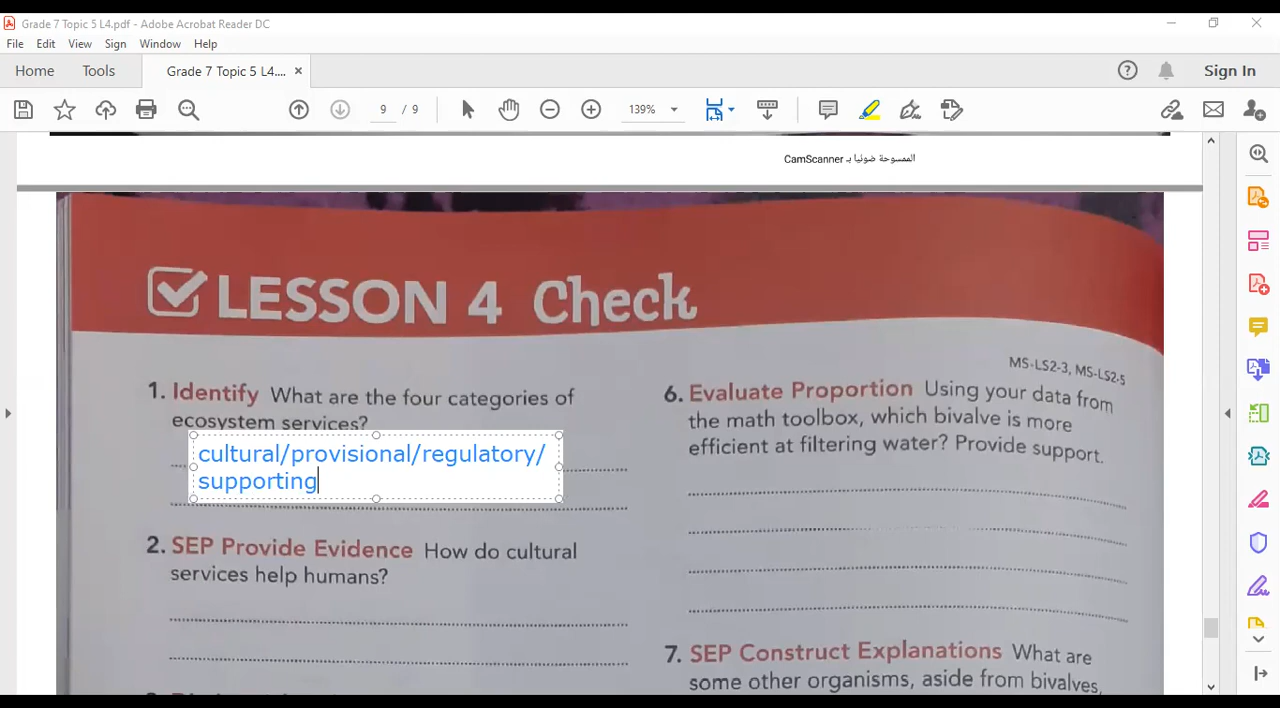 Grade 7 Topic 5 L4.pdf - Adobe Acrobat Reader DC
File Edit View Sign Window Help
Home Tools Grade 7 Topic 5 L4.... × Sign In
9 / 9 139%
الممسوحة ضوئيا بـ CamScanner
LESSON 4 Check
MS-LS2-3, MS-LS2-5
1. Identify What are the four categories of
ecosystem services?
cultural/provisional/regulatory/
supporting
2. SEP Provide Evidence How do cultural
services help humans?
6. Evaluate Proportion Using your data from
the math toolbox, which bivalve is more
efficient at filtering water? Provide support.
7. SEP Construct Explanations What are
some other organisms, aside from bivalves,